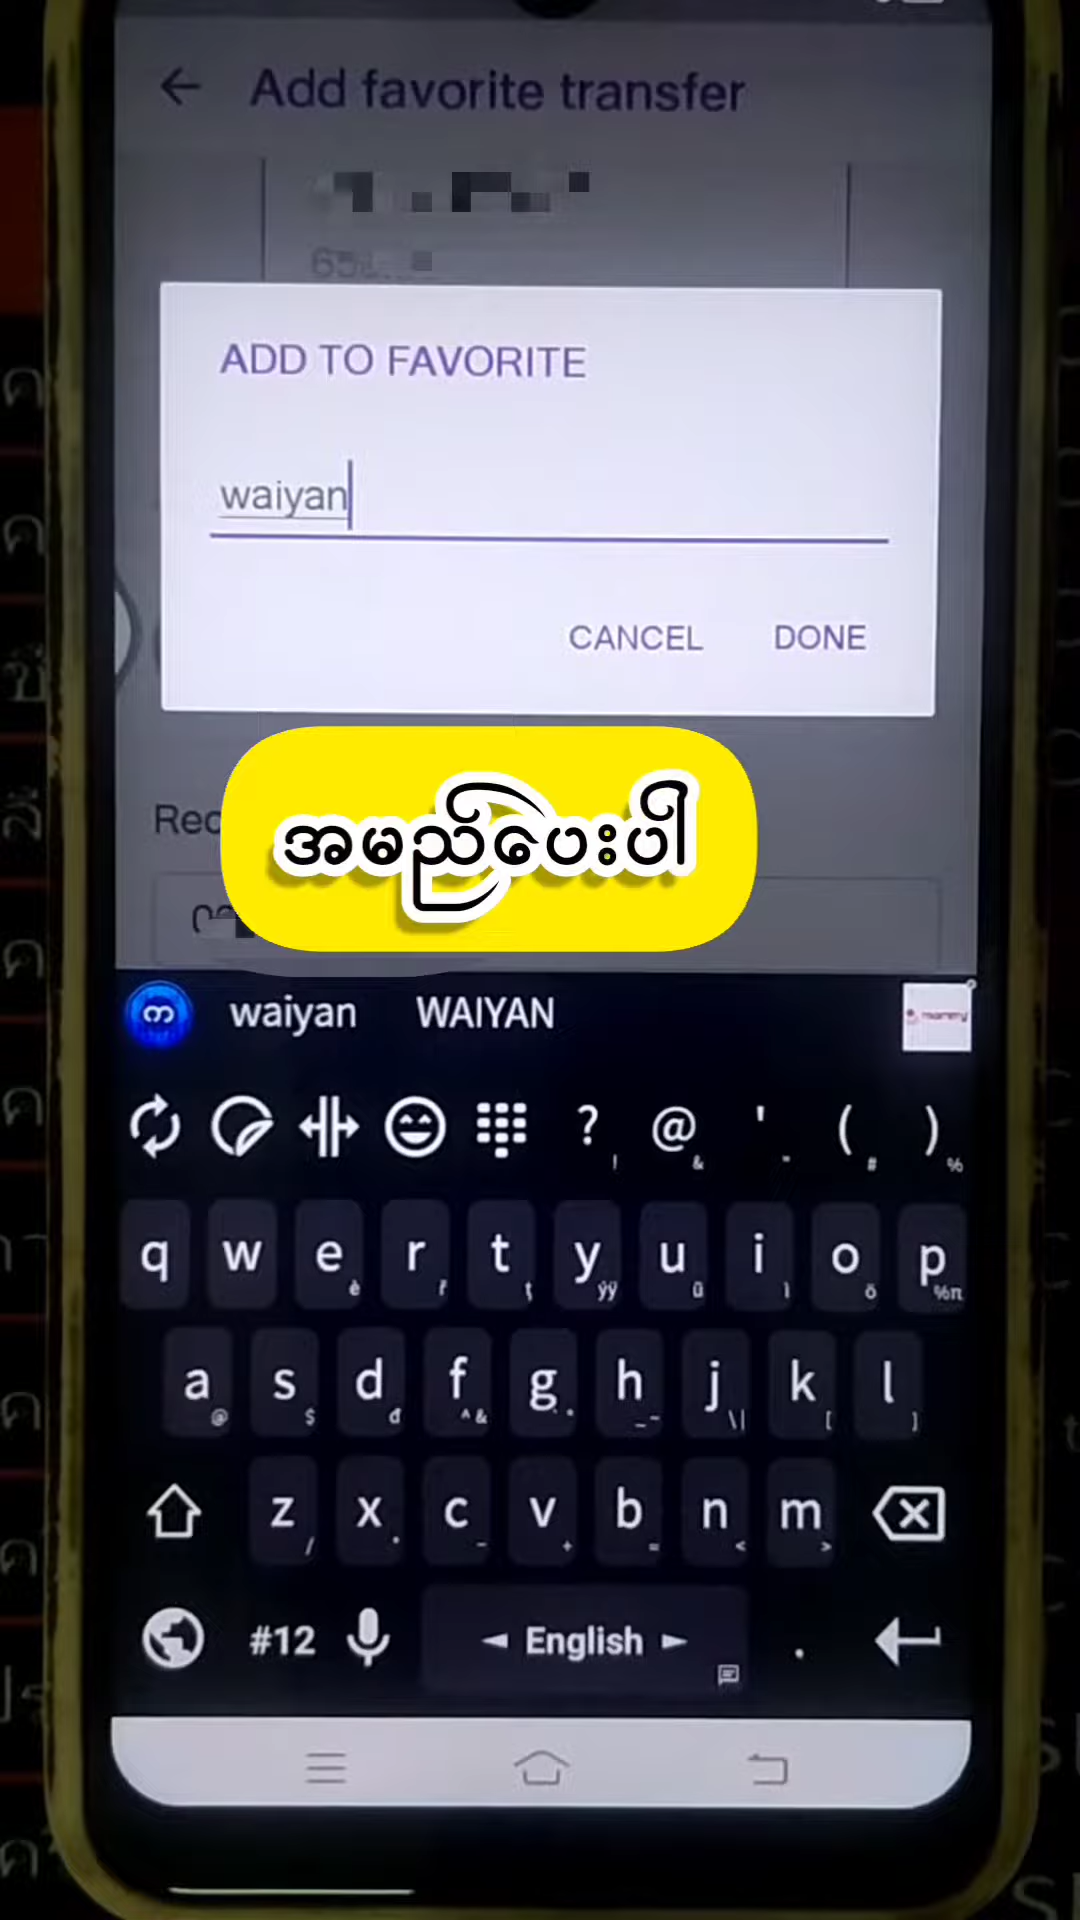 Add favorite transfer
ADD TO FAVORITE
waiyan
CANCEL DONE
အမည်ပေးပါ
waiyan WAIYAN
? @ ' ( )
q w e r t y u i o p
a s d f g h j k l
z x c v b n m
#12 English .